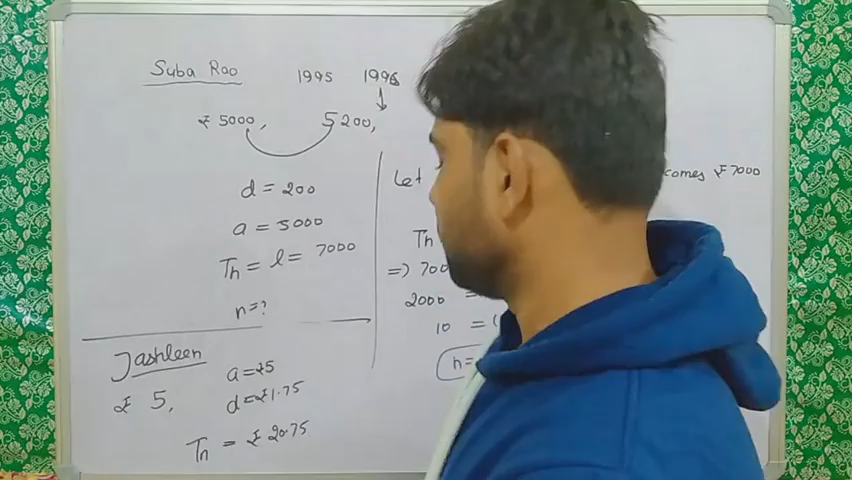 Suba Rao 1995 1996
₹ 5000, 5200,
d = 200
a = 5000
Tn = l = 7000
n = ?
Let
comes ₹ 7000
Tn
=> 700
2000 =
10 = (
n =
Jashleen
₹ 5,
a = ₹5
d = ₹1.75
Tn = ₹ 20.75